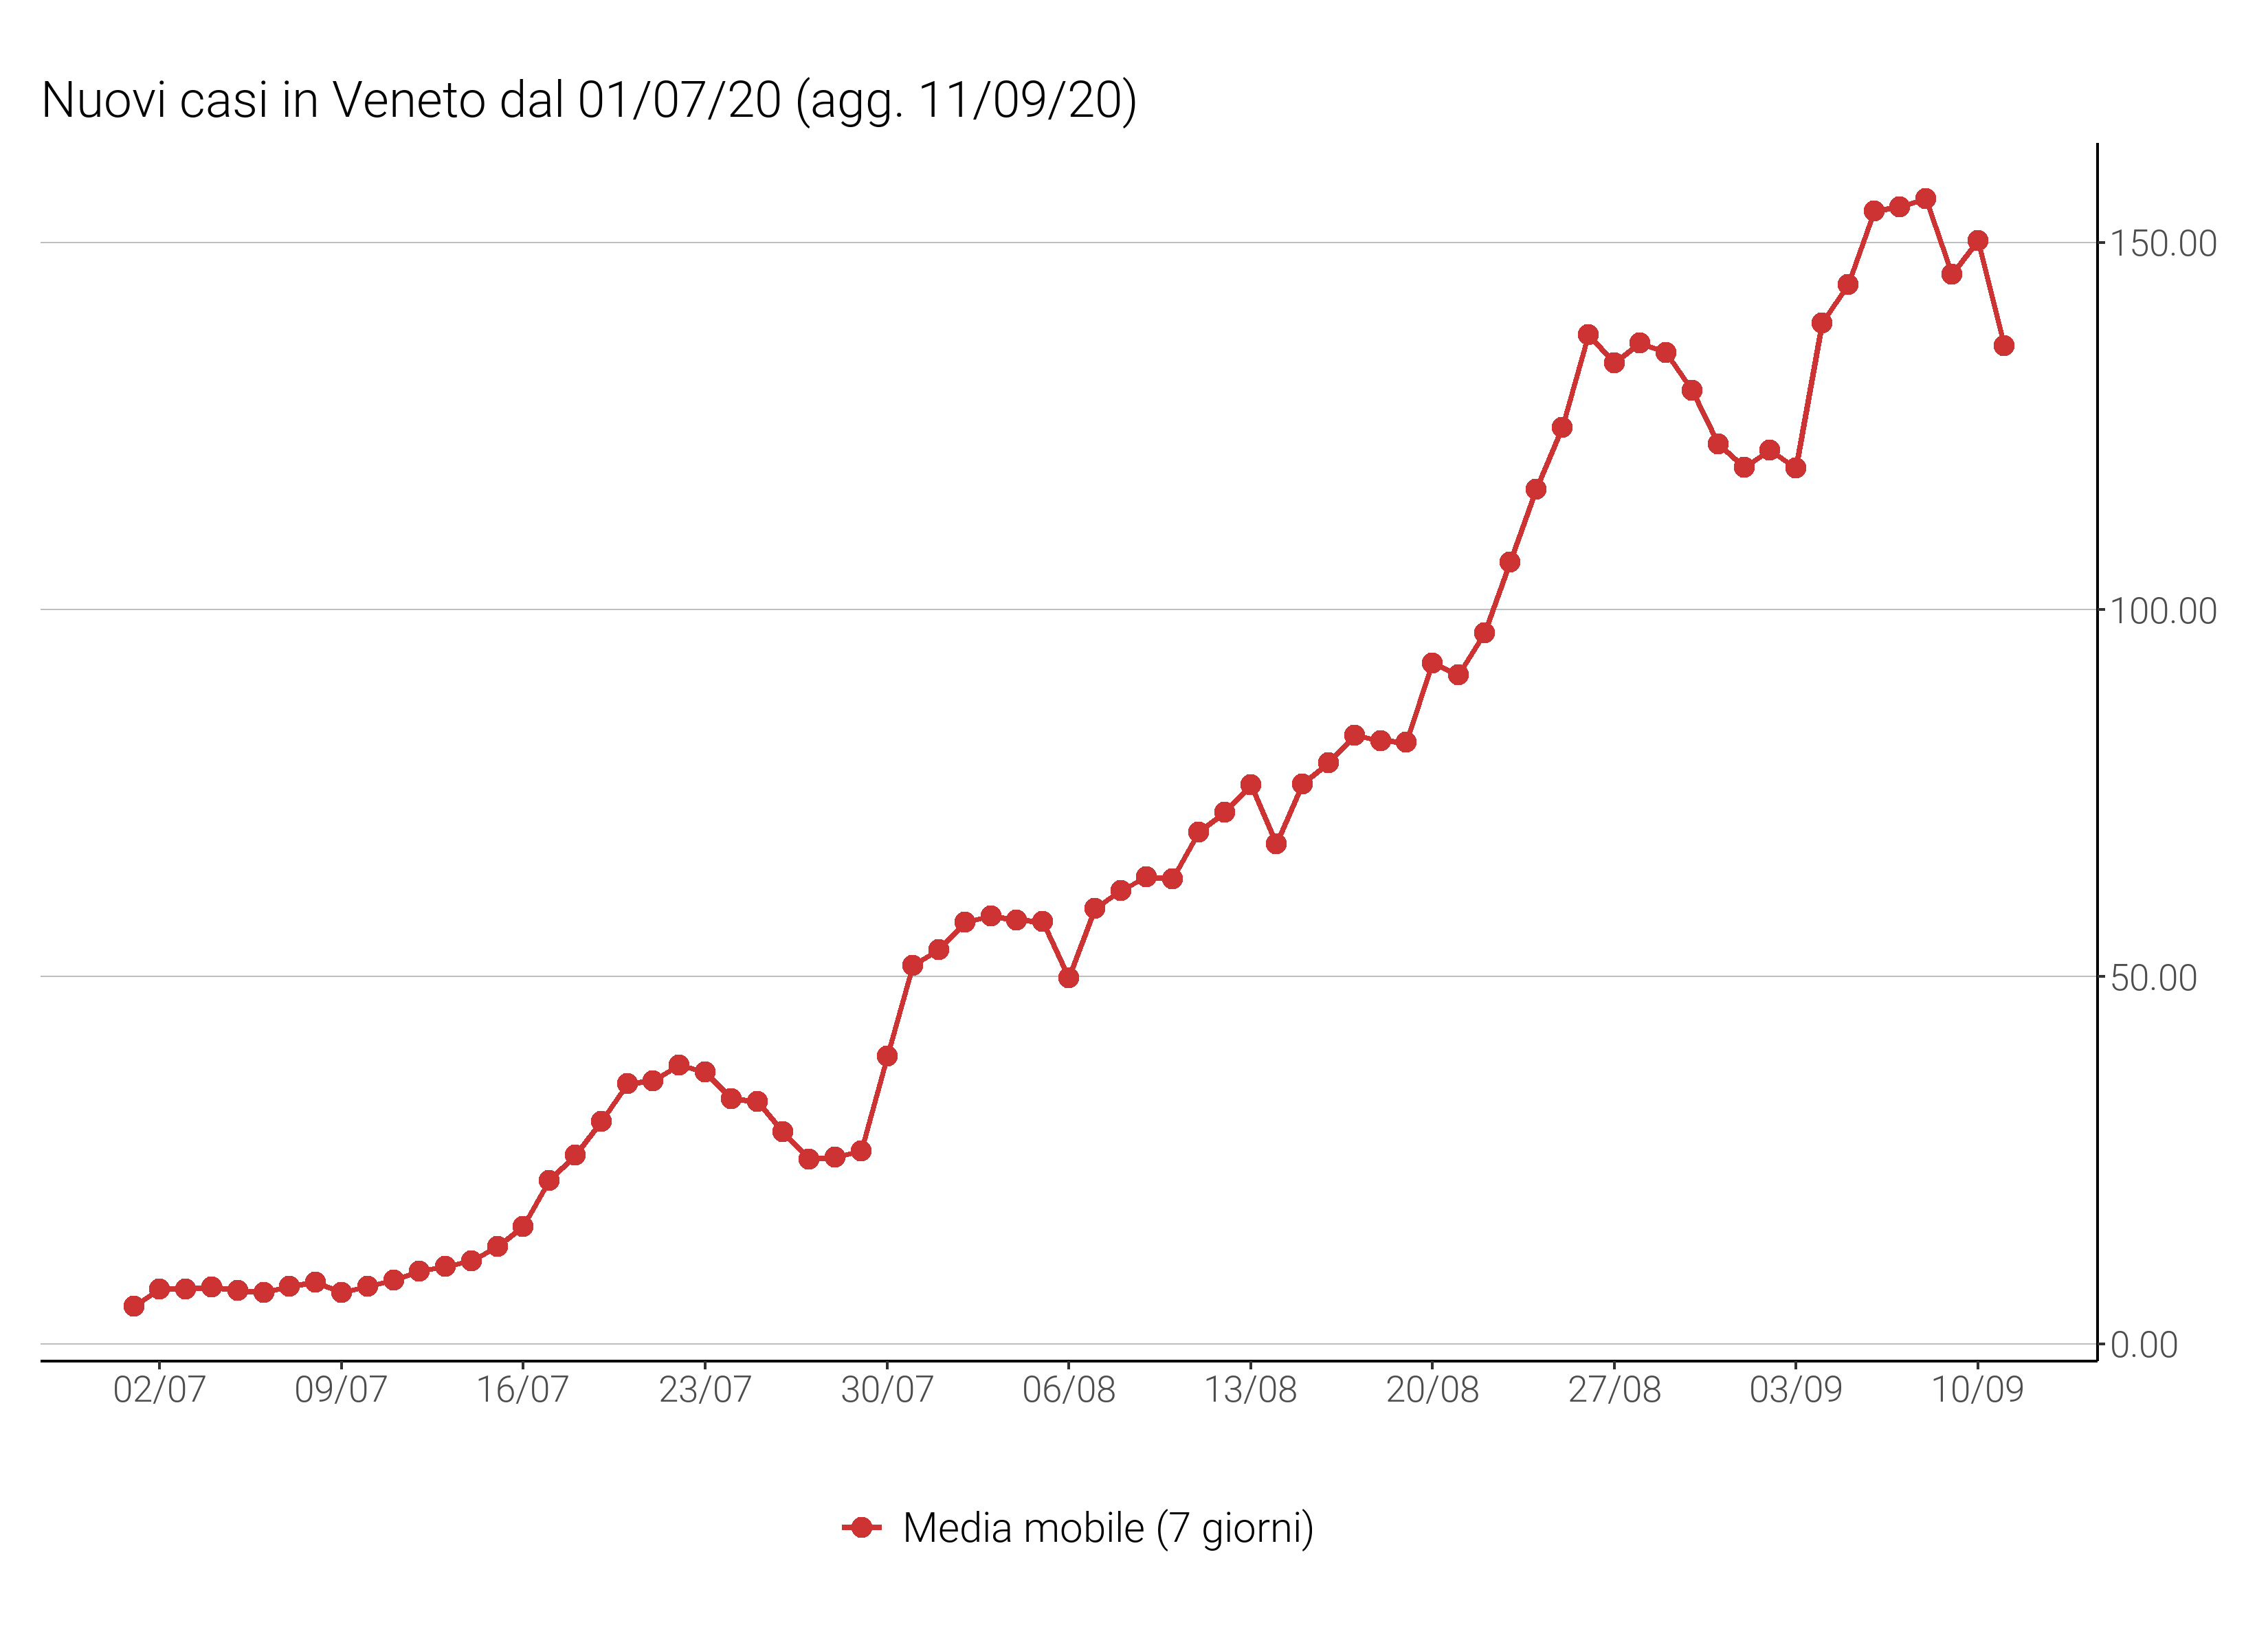 Nuovi casi in Veneto dal 01/07/20 (agg. 11/09/20)
150.00
100.00
50.00
0.00
02/07 09/07 16/07 23/07 30/07 06/08 13/08 20/08 27/08 03/09 10/09
Media mobile (7 giorni)